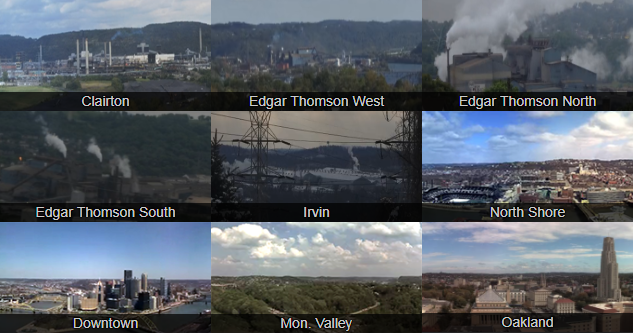 Clairton
Edgar Thomson West
Edgar Thomson North
Edgar Thomson South
Irvin
North Shore
Downtown
Mon. Valley
Oakland